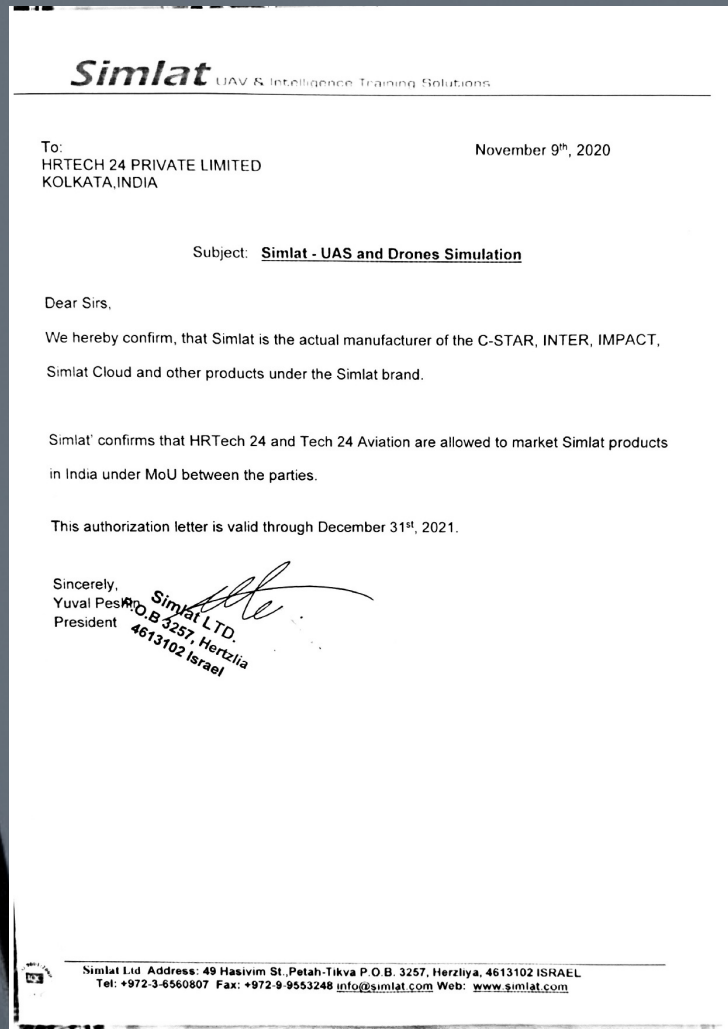 Simlat UAV & Intelligence Training Solutions
To:
November 9th, 2020
HRTECH 24 PRIVATE LIMITED
KOLKATA,INDIA
Subject: Simlat - UAS and Drones Simulation
Dear Sirs,
We hereby confirm, that Simlat is the actual manufacturer of the C-STAR, INTER, IMPACT,
Simlat Cloud and other products under the Simlat brand.
Simlat' confirms that HRTech 24 and Tech 24 Aviation are allowed to market Simlat products
in India under MoU between the parties.
This authorization letter is valid through December 31st, 2021.
Sincerely,
Yuval
President
Simlat LTD.
P.O.B 3257, Hertzlia
4613102 Israel
Simlat Ltd Address: 49 Hasivim St.,Petah-Tikva P.O.B. 3257, Herzliya, 4613102 ISRAEL
Tel: +972-3-6560807 Fax: +972-9-9553248 info@simlat.com Web: www.simlat.com